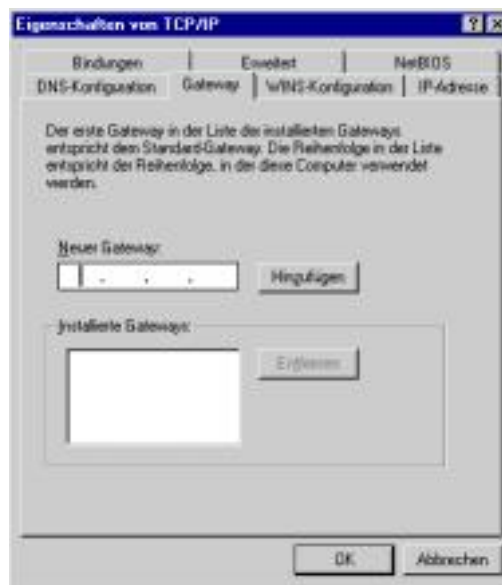 Eigenschaften von TCP/IP
Bindungen Erweitert NetBIOS
DNS-Konfiguration Gateway WINS-Konfiguration IP-Adresse
Der erste Gateway in der Liste der installierten Gateways
entspricht dem Standard-Gateway. Die Reihenfolge in der Liste
entspricht der Reihenfolge, in der diese Computer verwendet
werden.
Neuer Gateway:
Hinzufügen
Installierte Gateways:
Entfernen
OK Abbrechen